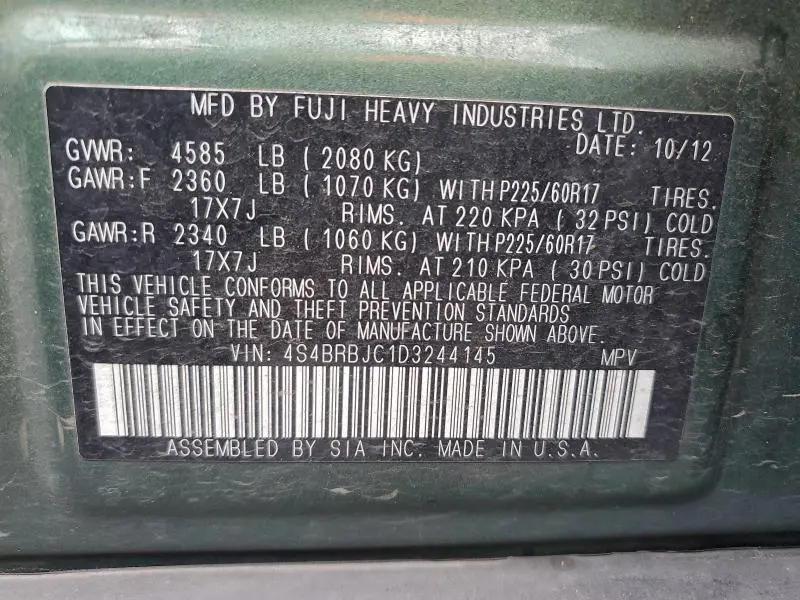 MFD BY FUJI HEAVY INDUSTRIES LTD.
DATE: 10/12
GVWR: 4585 LB ( 2080 KG)
GAWR:F 2360 LB ( 1070 KG) WITH P225/60R17 TIRES.
17X7J RIMS. AT 220 KPA ( 32 PSI) COLD
GAWR:R 2340 LB ( 1060 KG) WITH P225/60R17 TIRES.
17X7J RIMS. AT 210 KPA ( 30 PSI) COLD
THIS VEHICLE CONFORMS TO ALL APPLICABLE FEDERAL MOTOR
VEHICLE SAFETY AND THEFT PREVENTION STANDARDS
IN EFFECT ON THE DATE OF MANUFACTURE SHOWN ABOVE.
VIN: 4S4BRBJC1D3244145 MPV
ASSEMBLED BY SIA INC. MADE IN U.S.A.